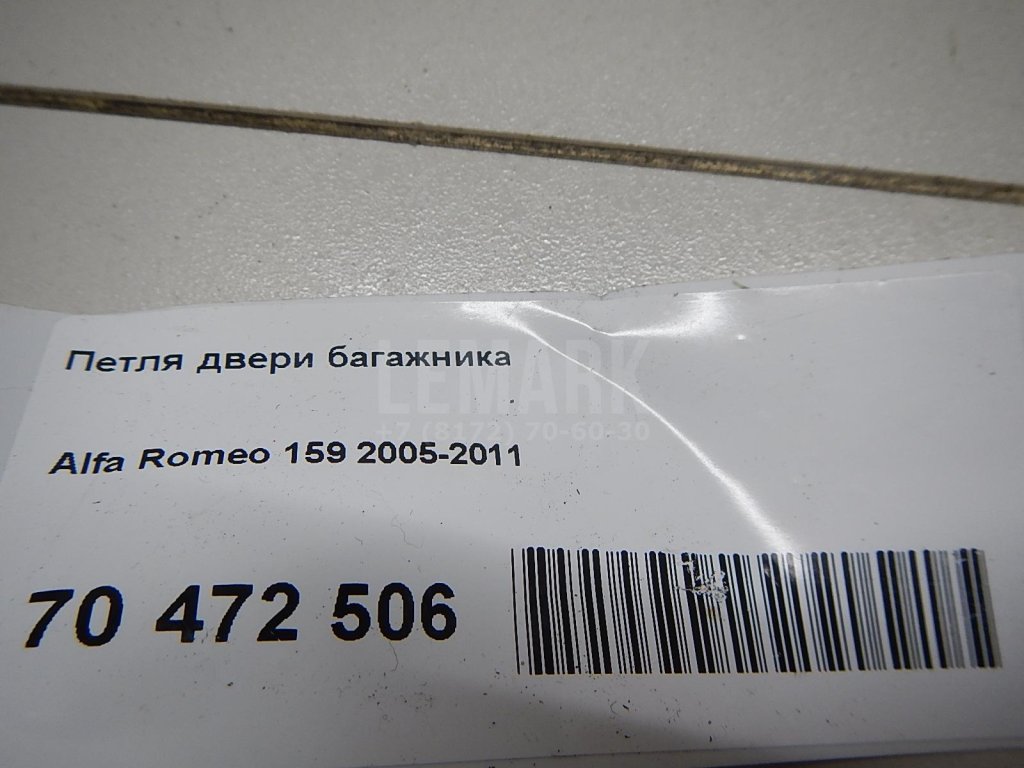 Петля двери багажника
LEMARK
+7 (8172) 70-60-30
Alfa Romeo 159 2005-2011
70 472 506